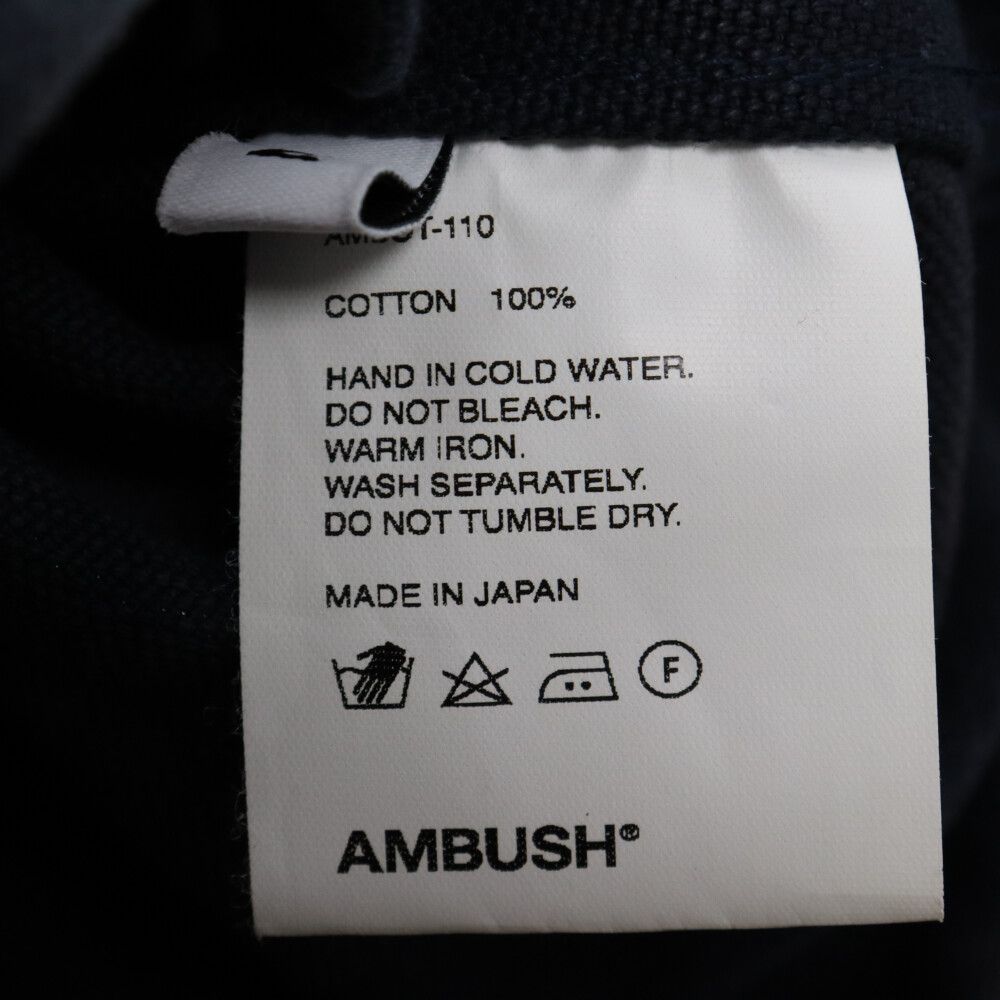 COTTON 100%
HAND IN COLD WATER.
DO NOT BLEACH.
WARM IRON.
WASH SEPARATELY.
DO NOT TUMBLE DRY.
MADE IN JAPAN
F
AMBUSH®